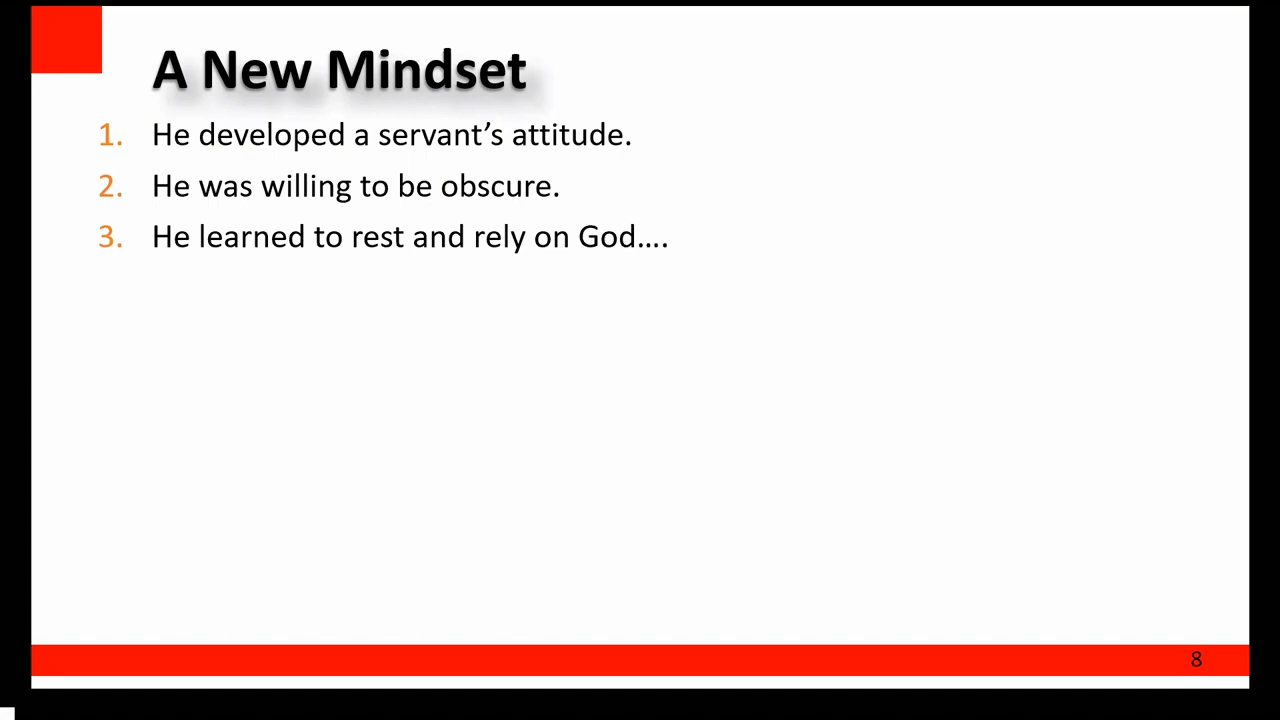 A New Mindset
1. He developed a servant’s attitude.
2. He was willing to be obscure.
3. He learned to rest and rely on God….
8